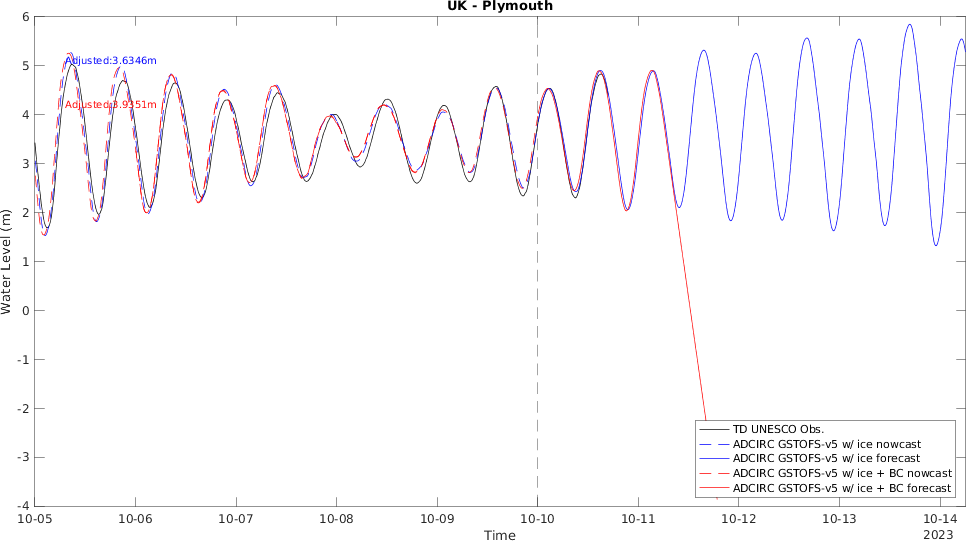 UK - Plymouth
6
5
4
3
2
1
0
-1
-2
-3
-4
Water Level (m)
Adjusted:3.6346m
Adjusted:3.9351m
TD UNESCO Obs.
ADCIRC GSTOFS-v5 w/ ice nowcast
ADCIRC GSTOFS-v5 w/ ice forecast
ADCIRC GSTOFS-v5 w/ ice + BC nowcast
ADCIRC GSTOFS-v5 w/ ice + BC forecast
10-05 10-06 10-07 10-08 10-09 10-10 10-11 10-12 10-13 10-14
2023
Time